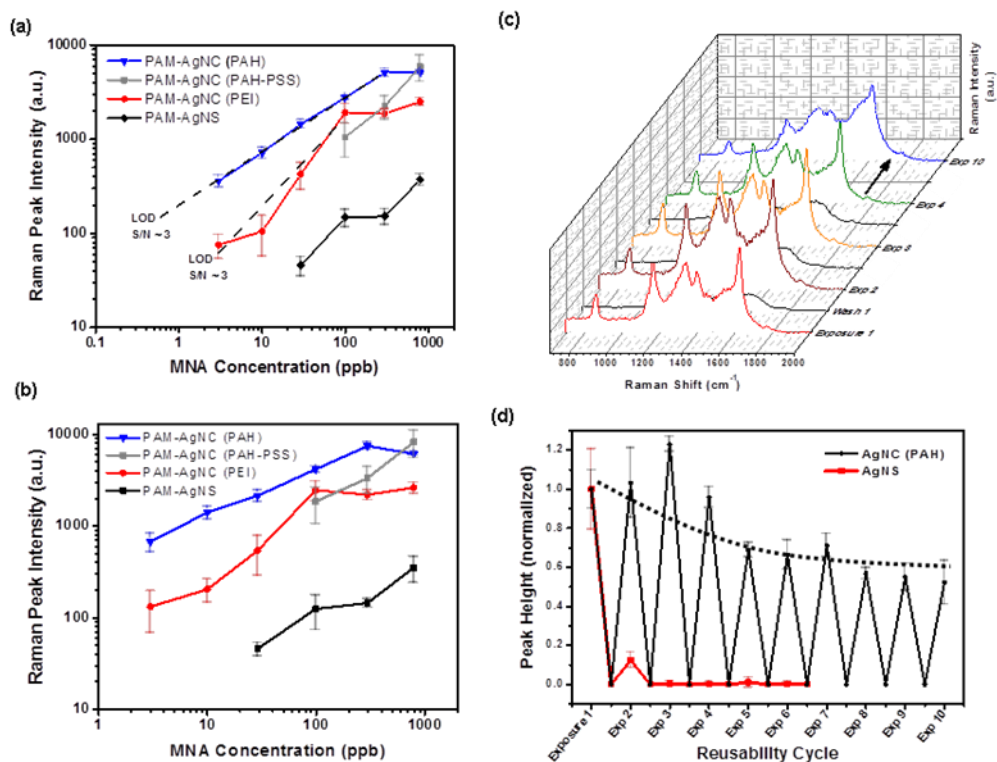 (a)
10000
1000
100
10
0.1
1
10
100
1000
Raman Peak Intensity (a.u.)
MNA Concentration (ppb)
PAM-AgNC (PAH)
PAM-AgNC (PAH-PSS)
PAM-AgNC (PEI)
PAM-AgNS
LOD
S/N ~3
LOD
S/N ~3
(b)
10000
1000
100
10
1
10
100
1000
Raman Peak Intensity (a.u.)
MNA Concentration (ppb)
PAM-AgNC (PAH)
PAM-AgNC (PAH-PSS)
PAM-AgNC (PEI)
PAM-AgNS
(c)
Raman Intensity
(a.u.)
Exp 10
Exp 4
Exp 3
Exp 2
Wash 1
Exposure 1
800 1000 1200 1400 1600 1800 2000
Raman Shift (cm-1)
(d)
1.2
1.0
0.8
0.6
0.4
0.2
0.0
Peak Height (normalized)
AgNC (PAH)
AgNS
Exposure 1
Exp 2
Exp 3
Exp 4
Exp 5
Exp 6
Exp 7
Exp 8
Exp 9
Exp 10
Reusability Cycle